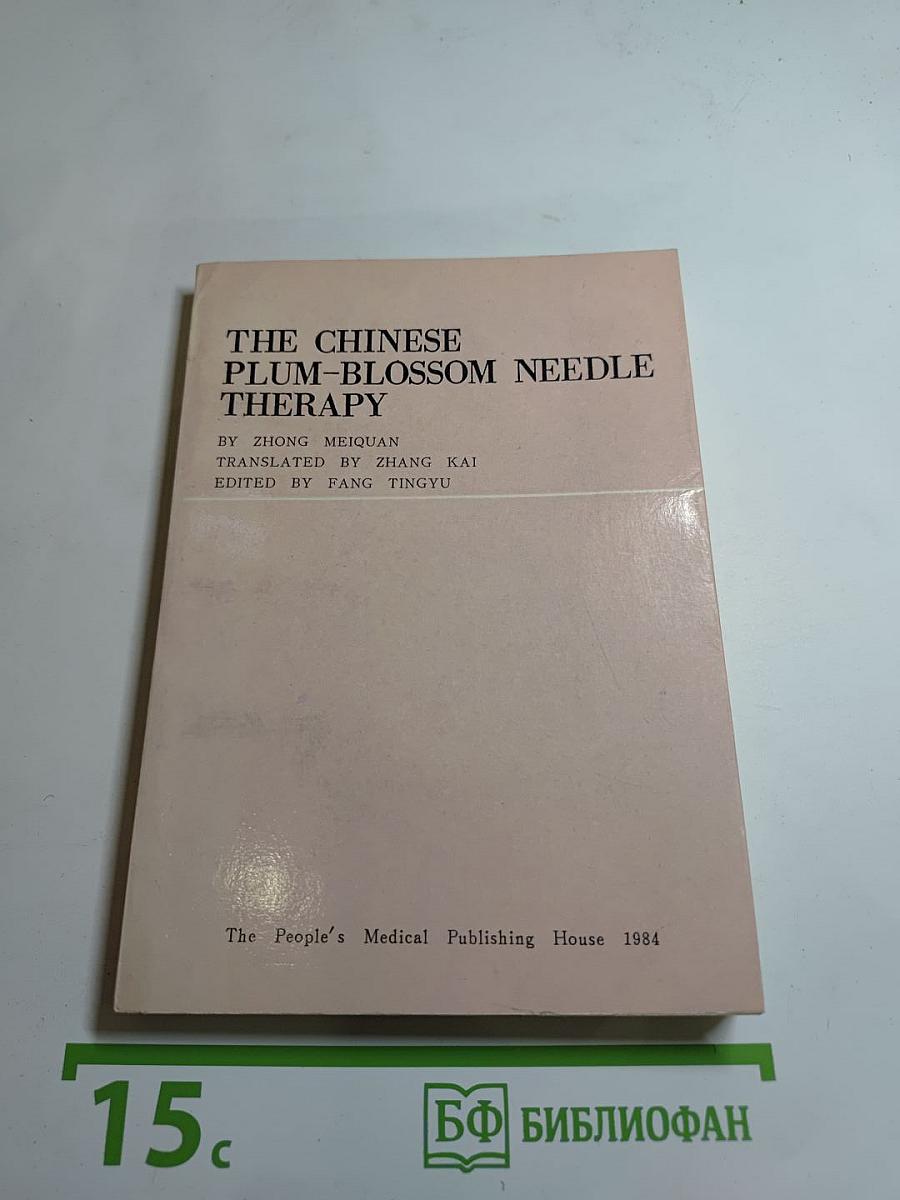 THE CHINESE
PLUM-BLOSSOM NEEDLE
THERAPY
BY ZHONG MEIQUAN
TRANSLATED BY ZHANG KAI
EDITED BY FANG TINGYU
The People's Medical Publishing House 1984
15 с
БФ БИБЛИОФАН